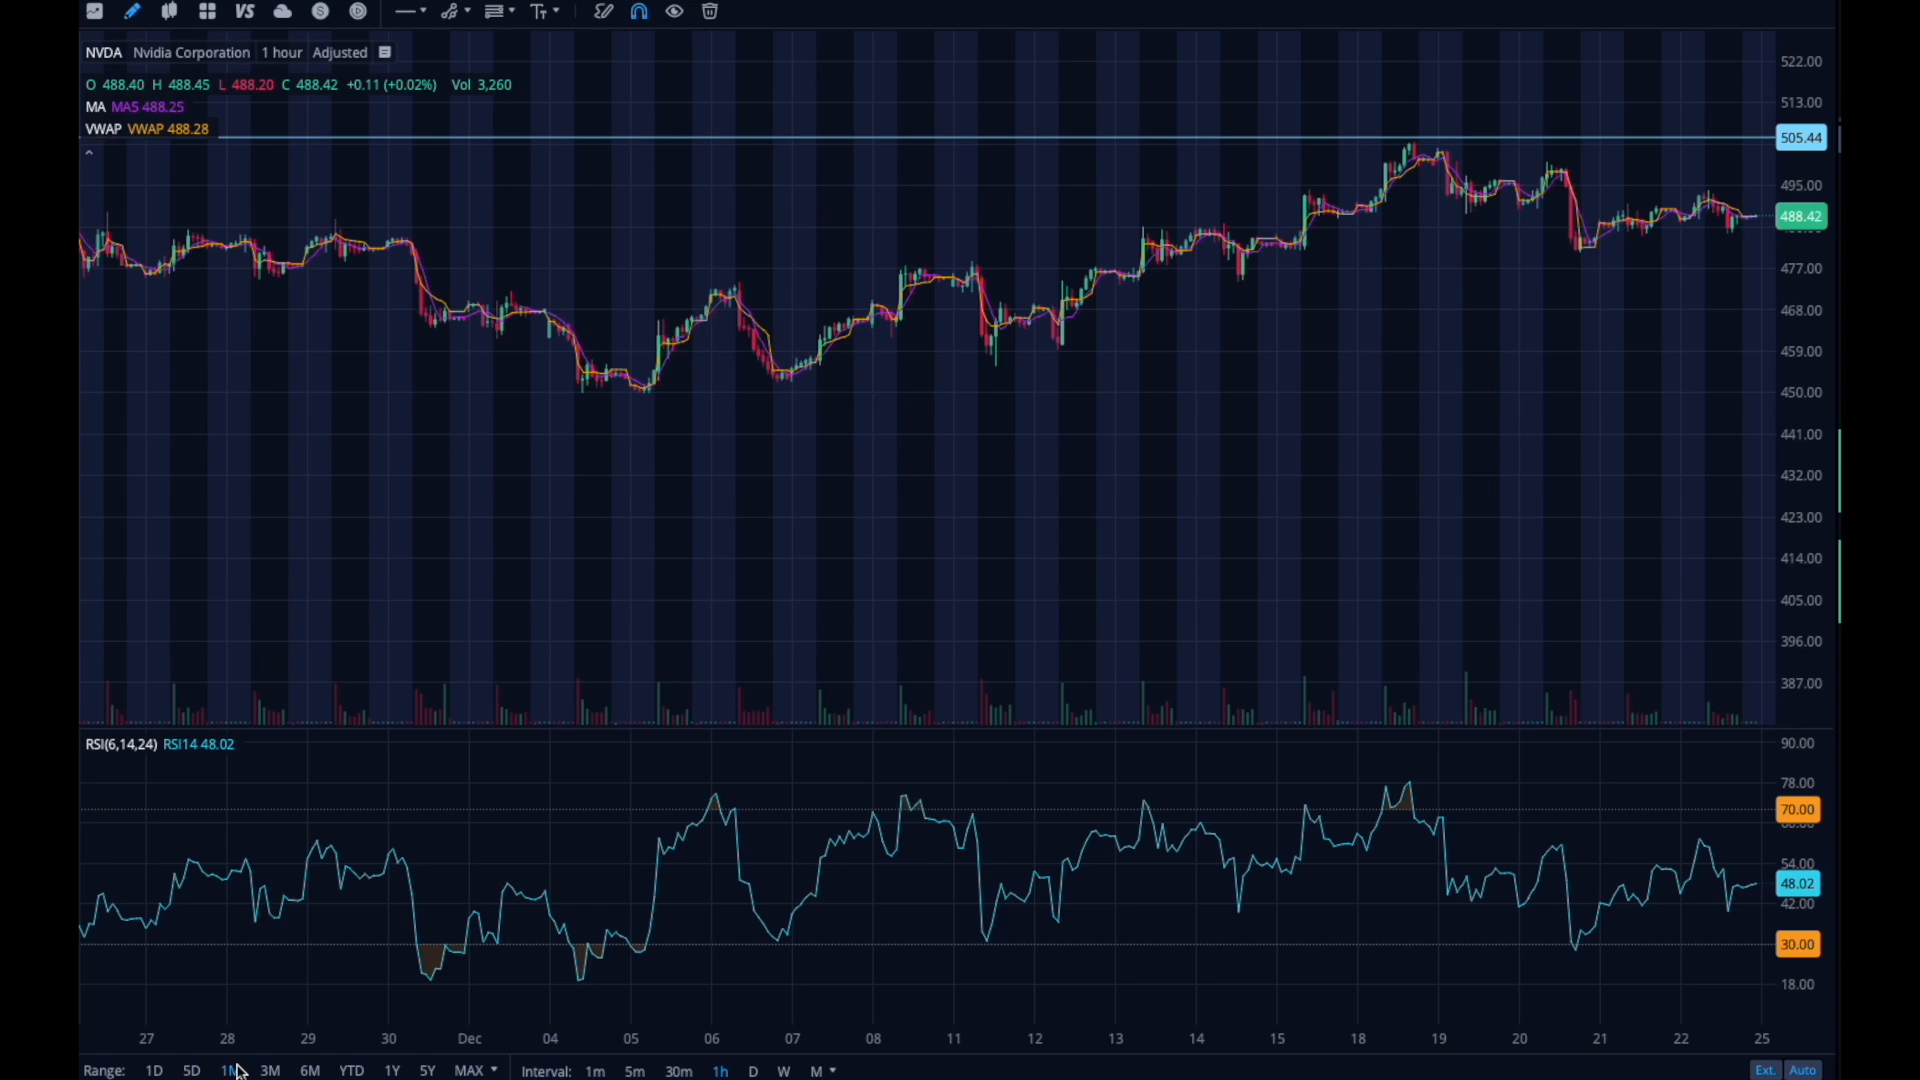 VS
S
NVDA Nvidia Corporation 1 hour Adjusted
O 488.40 H 488.45 L 488.20 C 488.42 +0.11 (+0.02%) Vol 3,260
MA MA5 488.25
VWAP VWAP 488.28
522.00
513.00
505.44
495.00
488.42
477.00
468.00
459.00
450.00
441.00
432.00
423.00
414.00
405.00
396.00
387.00
RSI(6,14,24) RSI14 48.02
90.00
78.00
70.00
54.00
48.02
42.00
30.00
18.00
27 28 29 30 Dec 04 05 06 07 08 11 12 13 14 15 18 19 20 21 22 25
Range: 1D 5D 1M 3M 6M YTD 1Y 5Y MAX Interval: 1m 5m 30m 1h D W M Ext. Auto